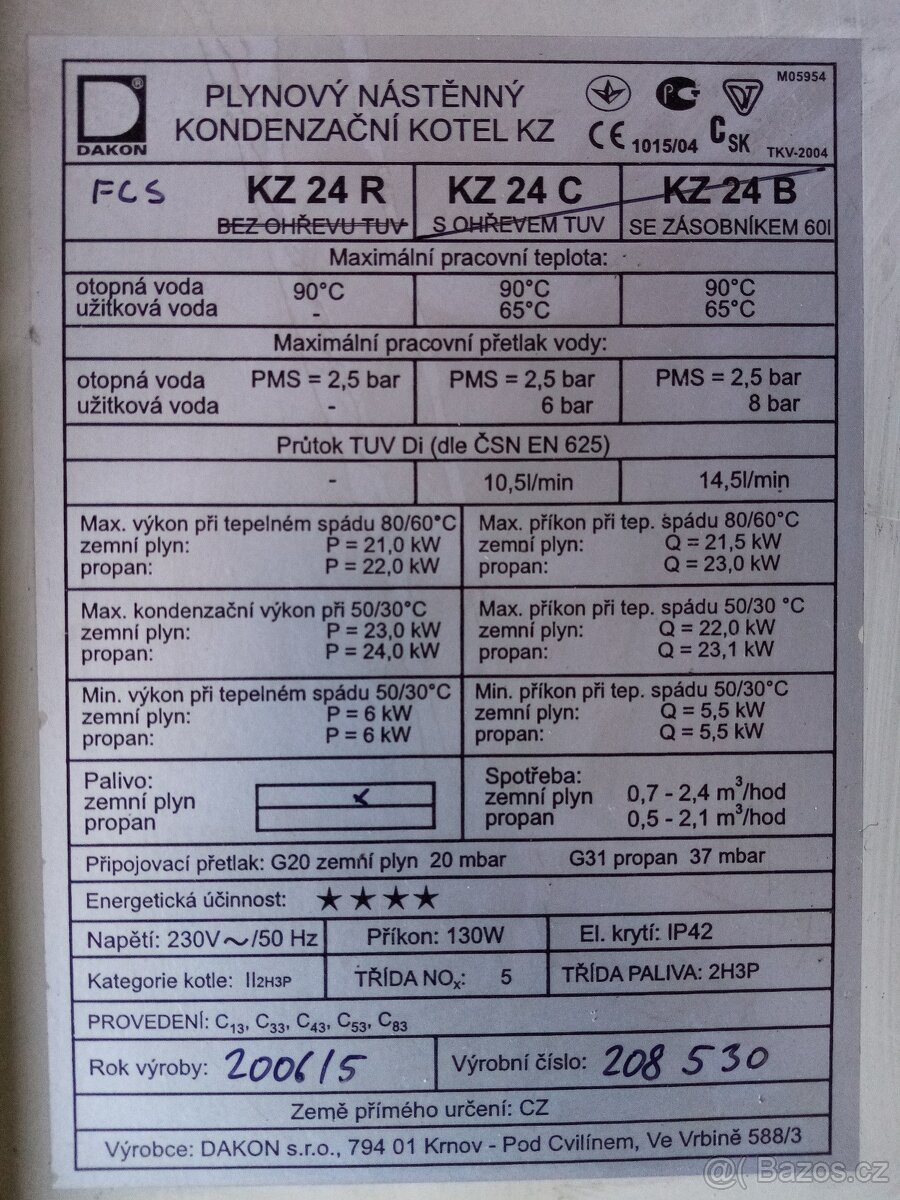 DAKON ®
PLYNOVÝ NÁSTĚNNÝ
KONDENZAČNÍ KOTEL KZ
M05954
CE 1015/04 CSK
TKV-2004
FCS KZ 24 R KZ 24 C KZ 24 B
BEZ OHŘEVU TUV S OHŘEVEM TUV SE ZÁSOBNÍKEM 60l
Maximální pracovní teplota:
otopná voda 90°C 90°C 90°C
užitková voda - 65°C 65°C
Maximální pracovní přetlak vody:
otopná voda PMS = 2,5 bar PMS = 2,5 bar PMS = 2,5 bar
užitková voda - 6 bar 8 bar
Průtok TUV Di (dle ČSN EN 625)
- 10,5l/min 14,5l/min
Max. výkon při tepelném spádu 80/60°C Max. příkon při tep. spádu 80/60°C
zemní plyn: P = 21,0 kW zemní plyn: Q = 21,5 kW
propan: P = 22,0 kW propan: Q = 23,0 kW
Max. kondenzační výkon při 50/30°C Max. příkon při tep. spádu 50/30 °C
zemní plyn: P = 23,0 kW zemní plyn: Q = 22,0 kW
propan: P = 24,0 kW propan: Q = 23,1 kW
Min. výkon při tepelném spádu 50/30°C Min. příkon při tep. spádu 50/30°C
zemní plyn: P = 6 kW zemní plyn: Q = 5,5 kW
propan: P = 6 kW propan: Q = 5,5 kW
Palivo: Spotřeba:
zemní plyn zemní plyn 0,7 - 2,4 m³/hod
propan propan 0,5 - 2,1 m³/hod
Připojovací přetlak: G20 zemní plyn 20 mbar G31 propan 37 mbar
Energetická účinnost: ★★★★
Napětí: 230V~/50 Hz Příkon: 130W El. krytí: IP42
Kategorie kotle: II2H3P TŘÍDA NOx: 5 TŘÍDA PALIVA: 2H3P
PROVEDENÍ: C13, C33, C43, C53, C83
Rok výroby: 2006/5 Výrobní číslo: 208 530
Země přímého určení: CZ
Výrobce: DAKON s.r.o., 794 01 Krnov - Pod Cvilínem, Ve Vrbině 588/3
@( Bazos.cz